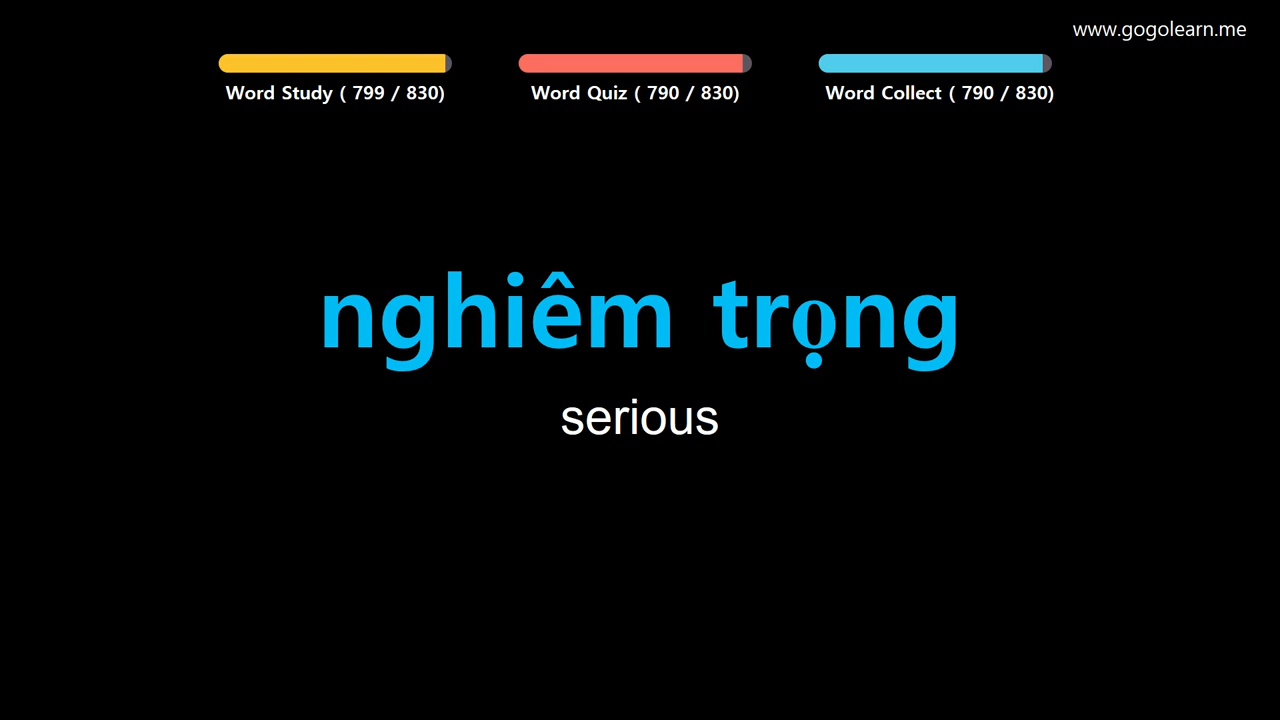 www.gogolearn.me
Word Study ( 799 / 830)
Word Quiz ( 790 / 830)
Word Collect ( 790 / 830)
nghiêm trọng
serious